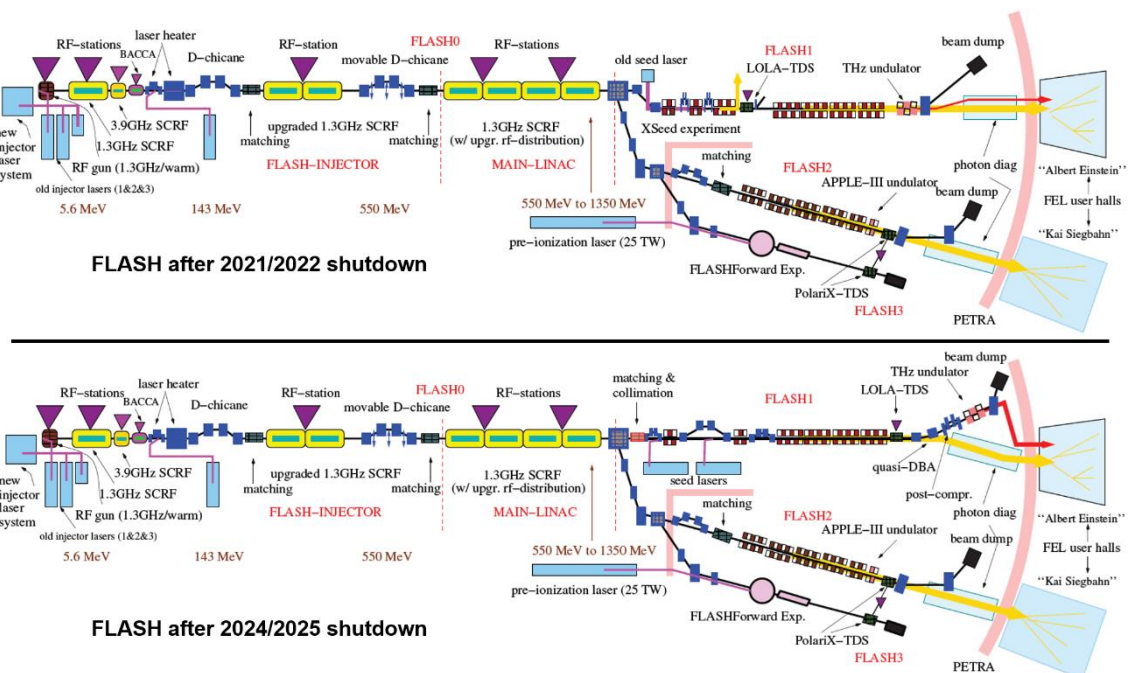 RF-stations
BACCA
laser heater
D-chicane
RF-station
FLASH0
movable D-chicane
RF-stations
old seed laser
FLASH1
LOLA-TDS
THz undulator
beam dump
new
injector
laser
system
3.9GHz SCRF
1.3GHz SCRF
RF gun (1.3GHz/warm)
old injector lasers (1&2&3)
matching
upgraded 1.3GHz SCRF
matching
FLASH-INJECTOR
1.3GHz SCRF
(w/ upgr. rf-distribution)
MAIN-LINAC
XSeed experiment
matching
FLASH2
APPLE-III undulator
beam dump
photon diag
"Albert Einstein"
FEL user halls
"Kai Siegbahn"
5.6 MeV
143 MeV
550 MeV
550 MeV to 1350 MeV
pre-ionization laser (25 TW)
FLASHForward Exp.
PolariX-TDS
FLASH3
PETRA
FLASH after 2021/2022 shutdown
RF-stations
BACCA
laser heater
D-chicane
RF-station
FLASH0
movable D-chicane
RF-stations
matching &
collimation
FLASH1
LOLA-TDS
THz undulator
beam dump
new
injector
laser
system
3.9GHz SCRF
1.3GHz SCRF
RF gun (1.3GHz/warm)
old injector lasers (1&2&3)
matching
upgraded 1.3GHz SCRF
matching
FLASH-INJECTOR
1.3GHz SCRF
(w/ upgr. rf-distribution)
MAIN-LINAC
seed lasers
quasi-DBA
post-compr.
matching
FLASH2
APPLE-III undulator
beam dump
photon diag
"Albert Einstein"
FEL user halls
"Kai Siegbahn"
5.6 MeV
143 MeV
550 MeV
550 MeV to 1350 MeV
pre-ionization laser (25 TW)
FLASHForward Exp.
PolariX-TDS
FLASH3
PETRA
FLASH after 2024/2025 shutdown